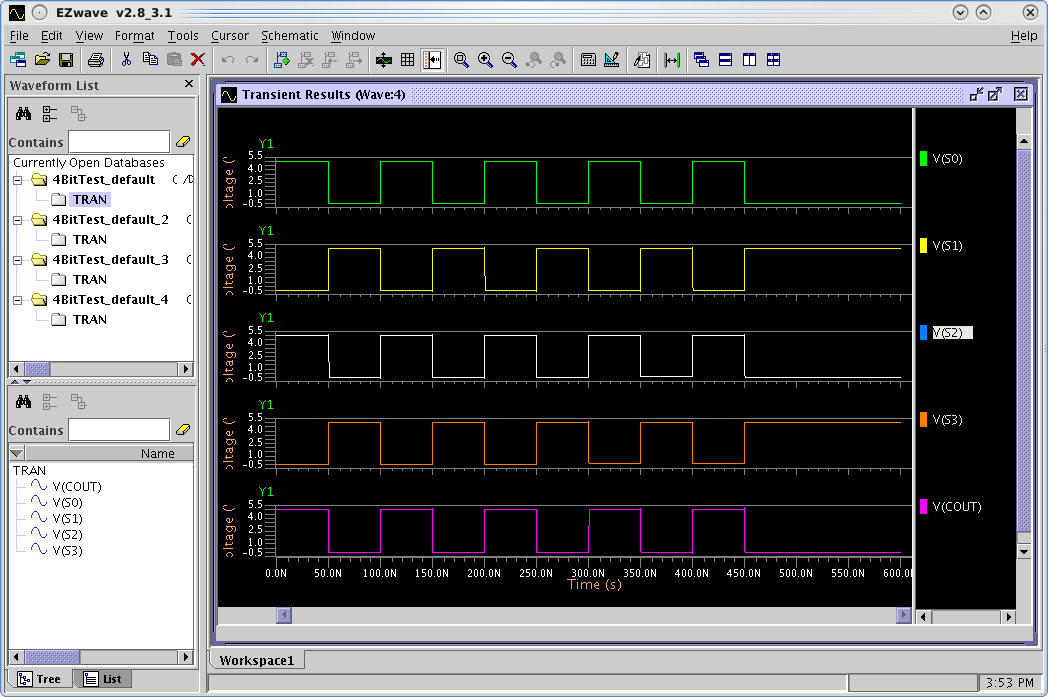 EZwave v2.8_3.1
File Edit View Format Tools Cursor Schematic Window Help
Waveform List
Contains
Currently Open Databases
4BitTest_default
TRAN
4BitTest_default_2
TRAN
4BitTest_default_3
TRAN
4BitTest_default_4
TRAN
Contains
Name
TRAN
V(COUT)
V(S0)
V(S1)
V(S2)
V(S3)
Tree List
Transient Results (Wave:4)
Y1
5.5
4.0
2.5
1.0
-0.5
oltage (
V(S0)
Y1
5.5
4.0
2.5
1.0
-0.5
oltage (
V(S1)
Y1
5.5
4.0
2.5
1.0
-0.5
oltage (
V(S2)
Y1
5.5
4.0
2.5
1.0
-0.5
oltage (
V(S3)
Y1
5.5
4.0
2.5
1.0
-0.5
oltage (
V(COUT)
0.0N 50.0N 100.0N 150.0N 200.0N 250.0N 300.0N 350.0N 400.0N 450.0N 500.0N 550.0N 600.0
Time (s)
Workspace1
3:53 PM